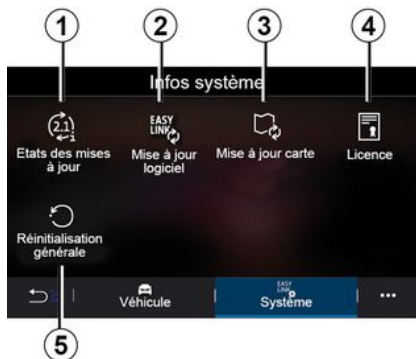 1 2 3 4
Infos système
(2.1) i
EASY LINK
Etats des mises à jour
Mise à jour logiciel
Mise à jour carte
Licence
Réinitialisation générale
Véhicule
EASY LINK
Système
...
5